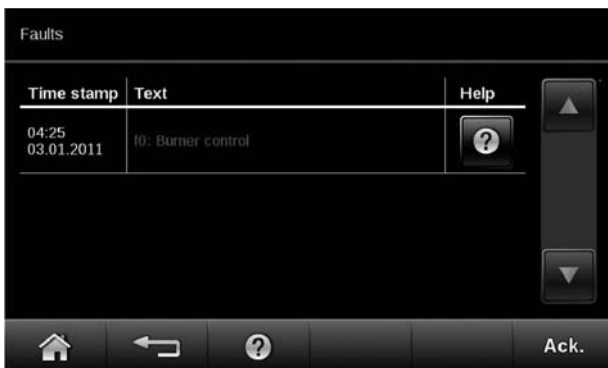 Faults
Time stamp Text Help
04:25
03.01.2011
f0: Burner control
?
?
Ack.